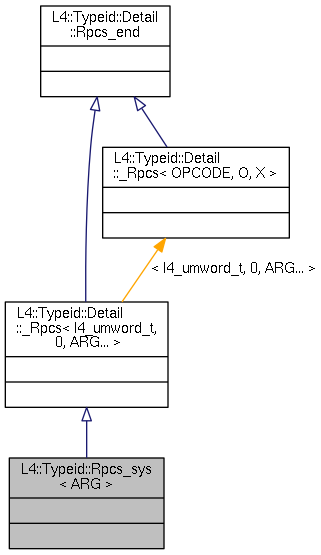 L4::Typeid::Detail
::Rpcs_end
L4::Typeid::Detail
::_Rpcs< OPCODE, O, X >
< l4_umword_t, 0, ARG... >
L4::Typeid::Detail
::_Rpcs< l4_umword_t,
0, ARG... >
L4::Typeid::Rpcs_sys
< ARG >